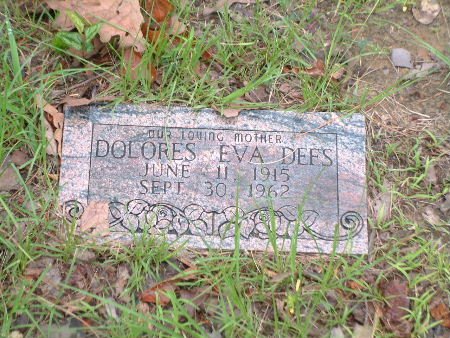 OUR LOVING MOTHER
DOLORES EVA DEES
JUNE 11 1915
SEPT 30 1962